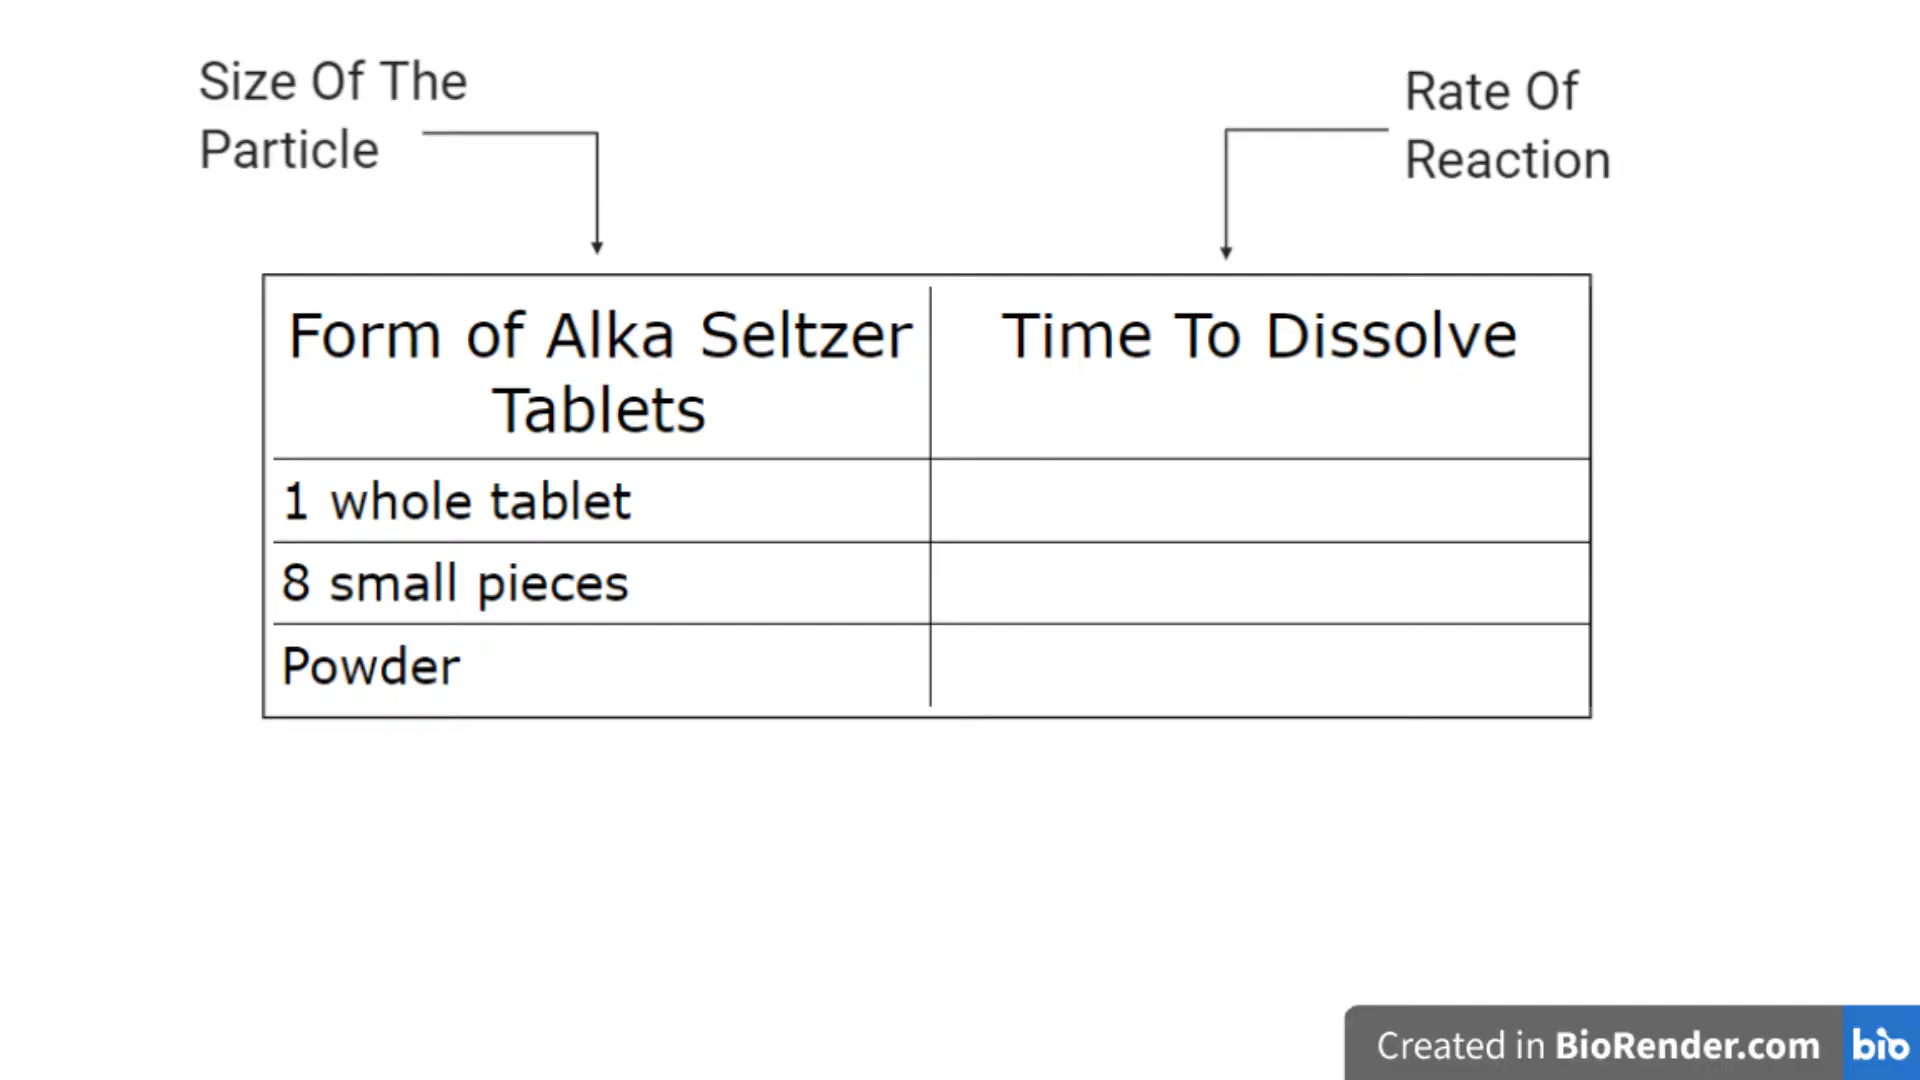 Size Of The
Particle
Rate Of
Reaction
Form of Alka Seltzer
Tablets
Time To Dissolve
1 whole tablet
8 small pieces
Powder
Created in BioRender.com bio